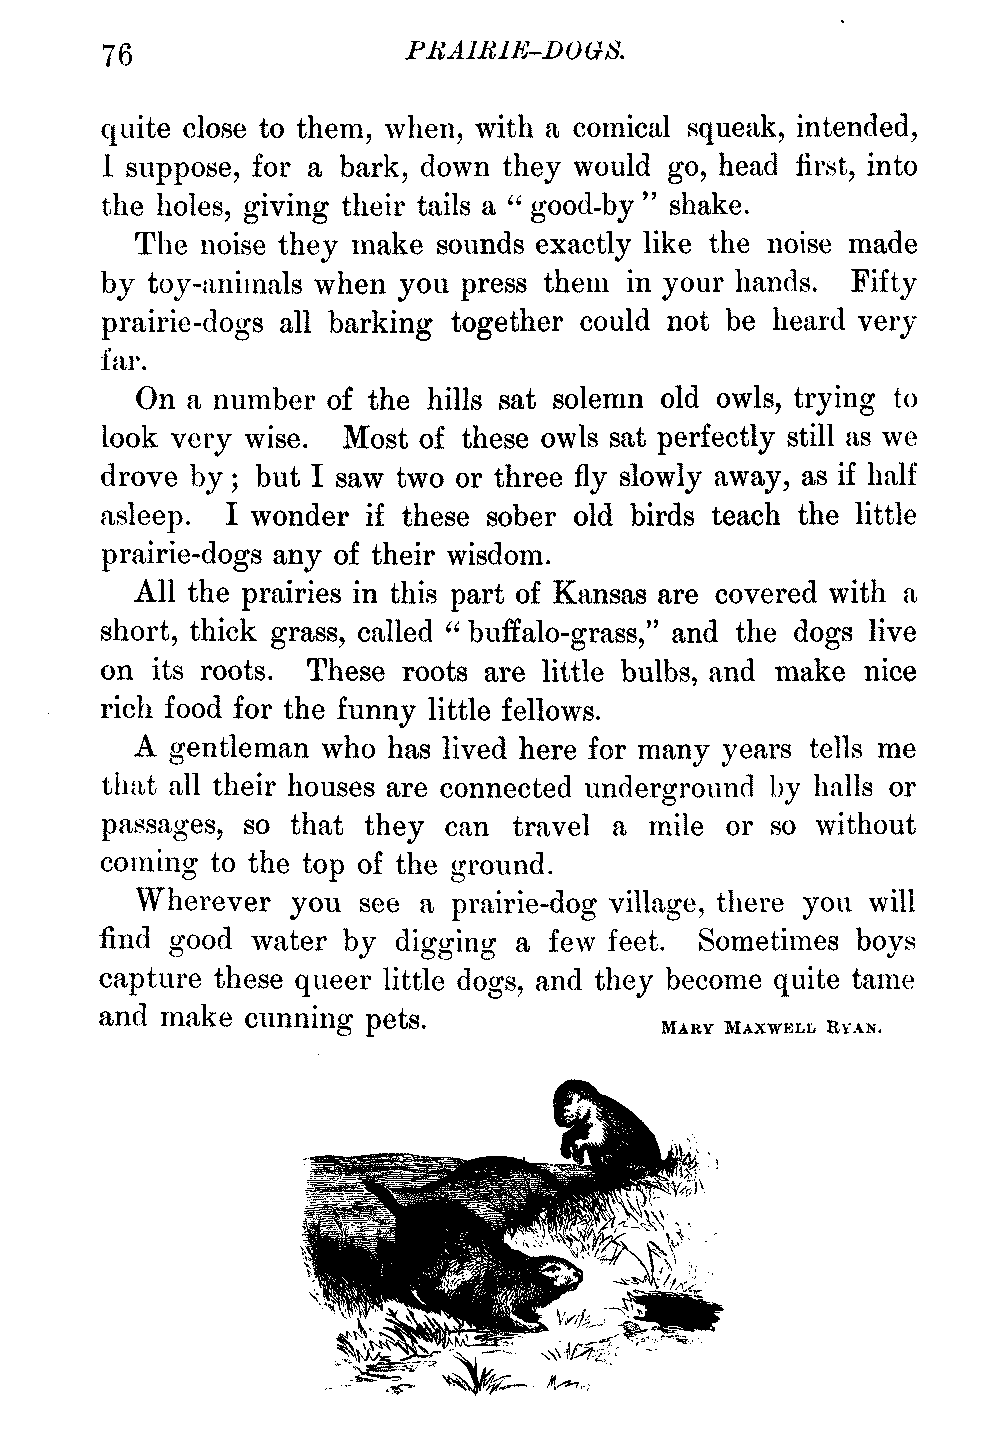 76 PRAIRIE-DOGS.
quite close to them, when, with a comical squeak, intended,
I suppose, for a bark, down they would go, head first, into
the holes, giving their tails a “ good-by ” shake.
The noise they make sounds exactly like the noise made
by toy-animals when you press them in your hands. Fifty
prairie-dogs all barking together could not be heard very
far.
On a number of the hills sat solemn old owls, trying to
look very wise. Most of these owls sat perfectly still as we
drove by ; but I saw two or three fly slowly away, as if half
asleep. I wonder if these sober old birds teach the little
prairie-dogs any of their wisdom.
All the prairies in this part of Kansas are covered with a
short, thick grass, called “ buffalo-grass,” and the dogs live
on its roots. These roots are little bulbs, and make nice
rich food for the funny little fellows.
A gentleman who has lived here for many years tells me
that all their houses are connected underground by halls or
passages, so that they can travel a mile or so without
coming to the top of the ground.
Wherever you see a prairie-dog village, there you will
find good water by digging a few feet. Sometimes boys
capture these queer little dogs, and they become quite tame
and make cunning pets. MARY MAXWELL RYAN.